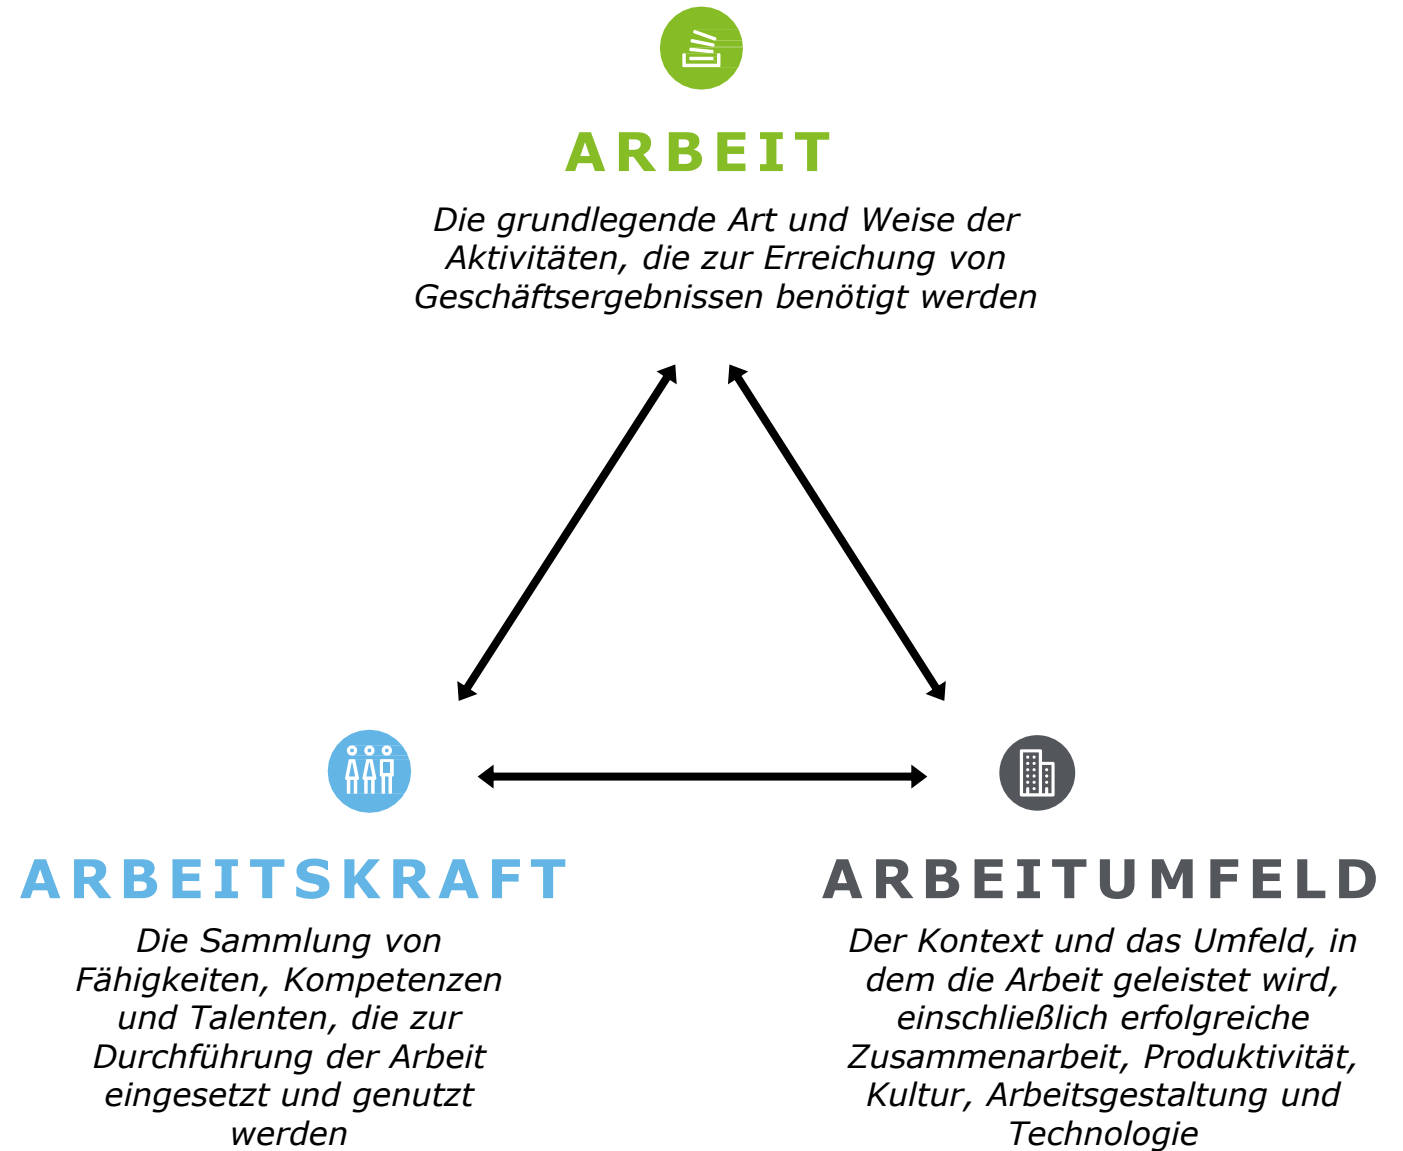 ARBEIT
Die grundlegende Art und Weise der
Aktivitäten, die zur Erreichung von
Geschäftsergebnissen benötigt werden
ARBEITSKRAFT
Die Sammlung von
Fähigkeiten, Kompetenzen
und Talenten, die zur
Durchführung der Arbeit
eingesetzt und genutzt
werden
ARBEITUMFELD
Der Kontext und das Umfeld, in
dem die Arbeit geleistet wird,
einschließlich erfolgreiche
Zusammenarbeit, Produktivität,
Kultur, Arbeitsgestaltung und
Technologie